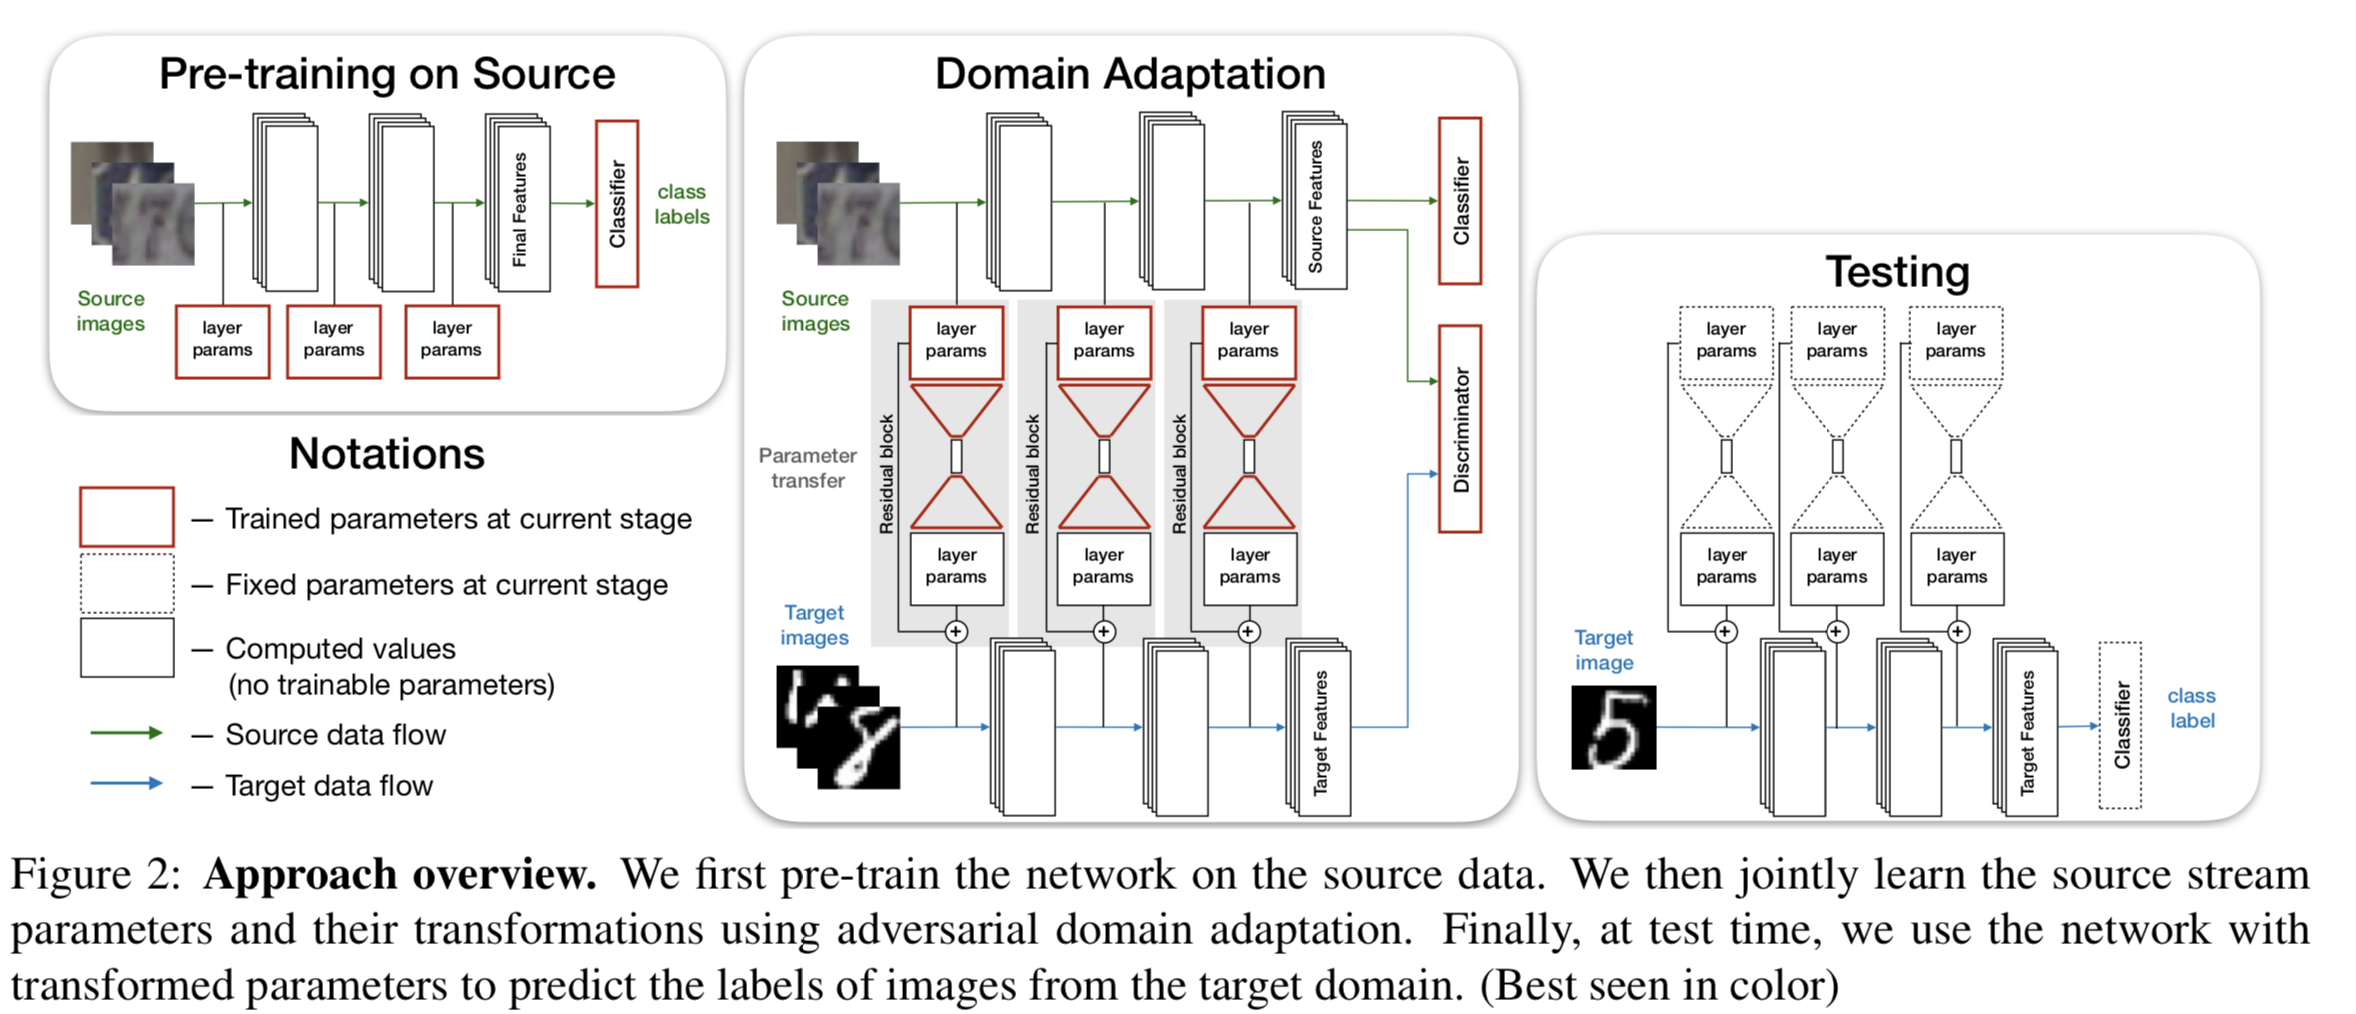 Pre-training on Source
Final Features
Classifier
class
labels
Source
images
layer
params
layer
params
layer
params
Notations
— Trained parameters at current stage
— Fixed parameters at current stage
— Computed values
(no trainable parameters)
— Source data flow
— Target data flow
Domain Adaptation
Source Features
Classifier
Source
images
layer
params
layer
params
layer
params
Parameter
transfer
Residual block
Residual block
Residual block
Discriminator
layer
params
layer
params
layer
params
+
+
+
Target
images
8
Target Features
Testing
layer
params
layer
params
layer
params
layer
params
layer
params
layer
params
+
+
+
Target
image
5
Target Features
Classifier
class
label
Figure 2: Approach overview. We first pre-train the network on the source data. We then jointly learn the source stream
parameters and their transformations using adversarial domain adaptation. Finally, at test time, we use the network with
transformed parameters to predict the labels of images from the target domain. (Best seen in color)